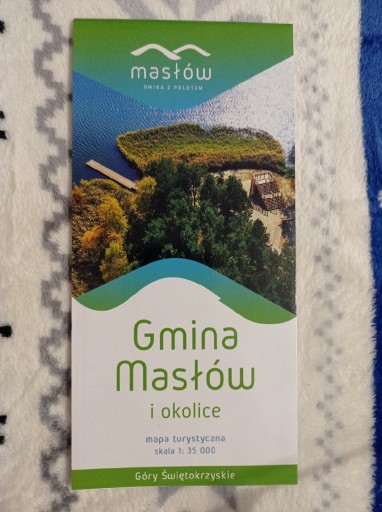 masłów
GMINA Z POLOTEM
Gmina
Masłów
i okolice
mapa turystyczna
skala 1: 35 000
Góry Świętokrzyskie